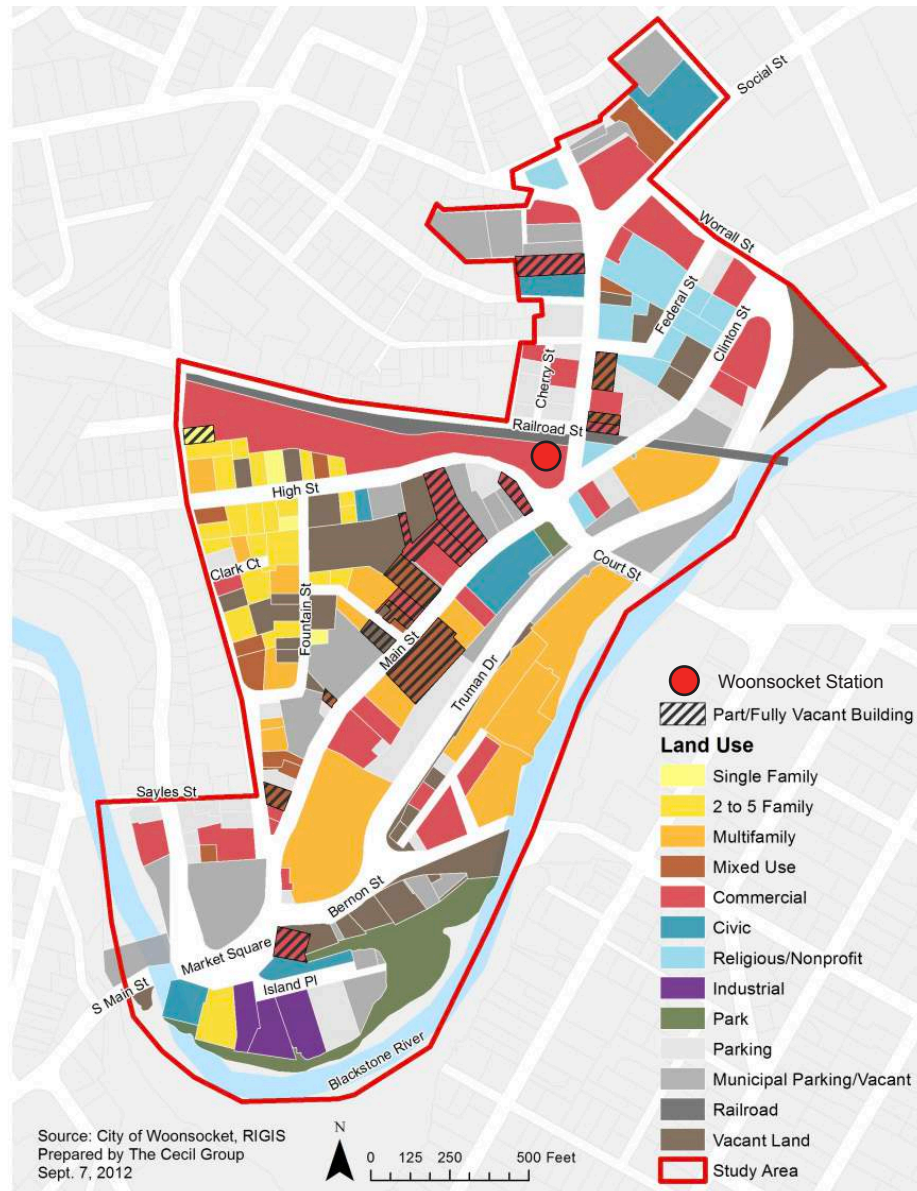 Social St
Worrall St
Federal St
Clinton St
Cherry St
Railroad St
High St
Clark Ct
Fountain St
Main St
Court St
Truman Dr
Sayles St
Bernon St
Market Square
Island Pl
S Main St
Blackstone River
Woonsocket Station
Part/Fully Vacant Building
Land Use
Single Family
2 to 5 Family
Multifamily
Mixed Use
Commercial
Civic
Religious/Nonprofit
Industrial
Park
Parking
Municipal Parking/Vacant
Railroad
Vacant Land
Study Area
Source: City of Woonsocket, RIGIS
Prepared by The Cecil Group
Sept. 7, 2012
N
0 125 250 500 Feet